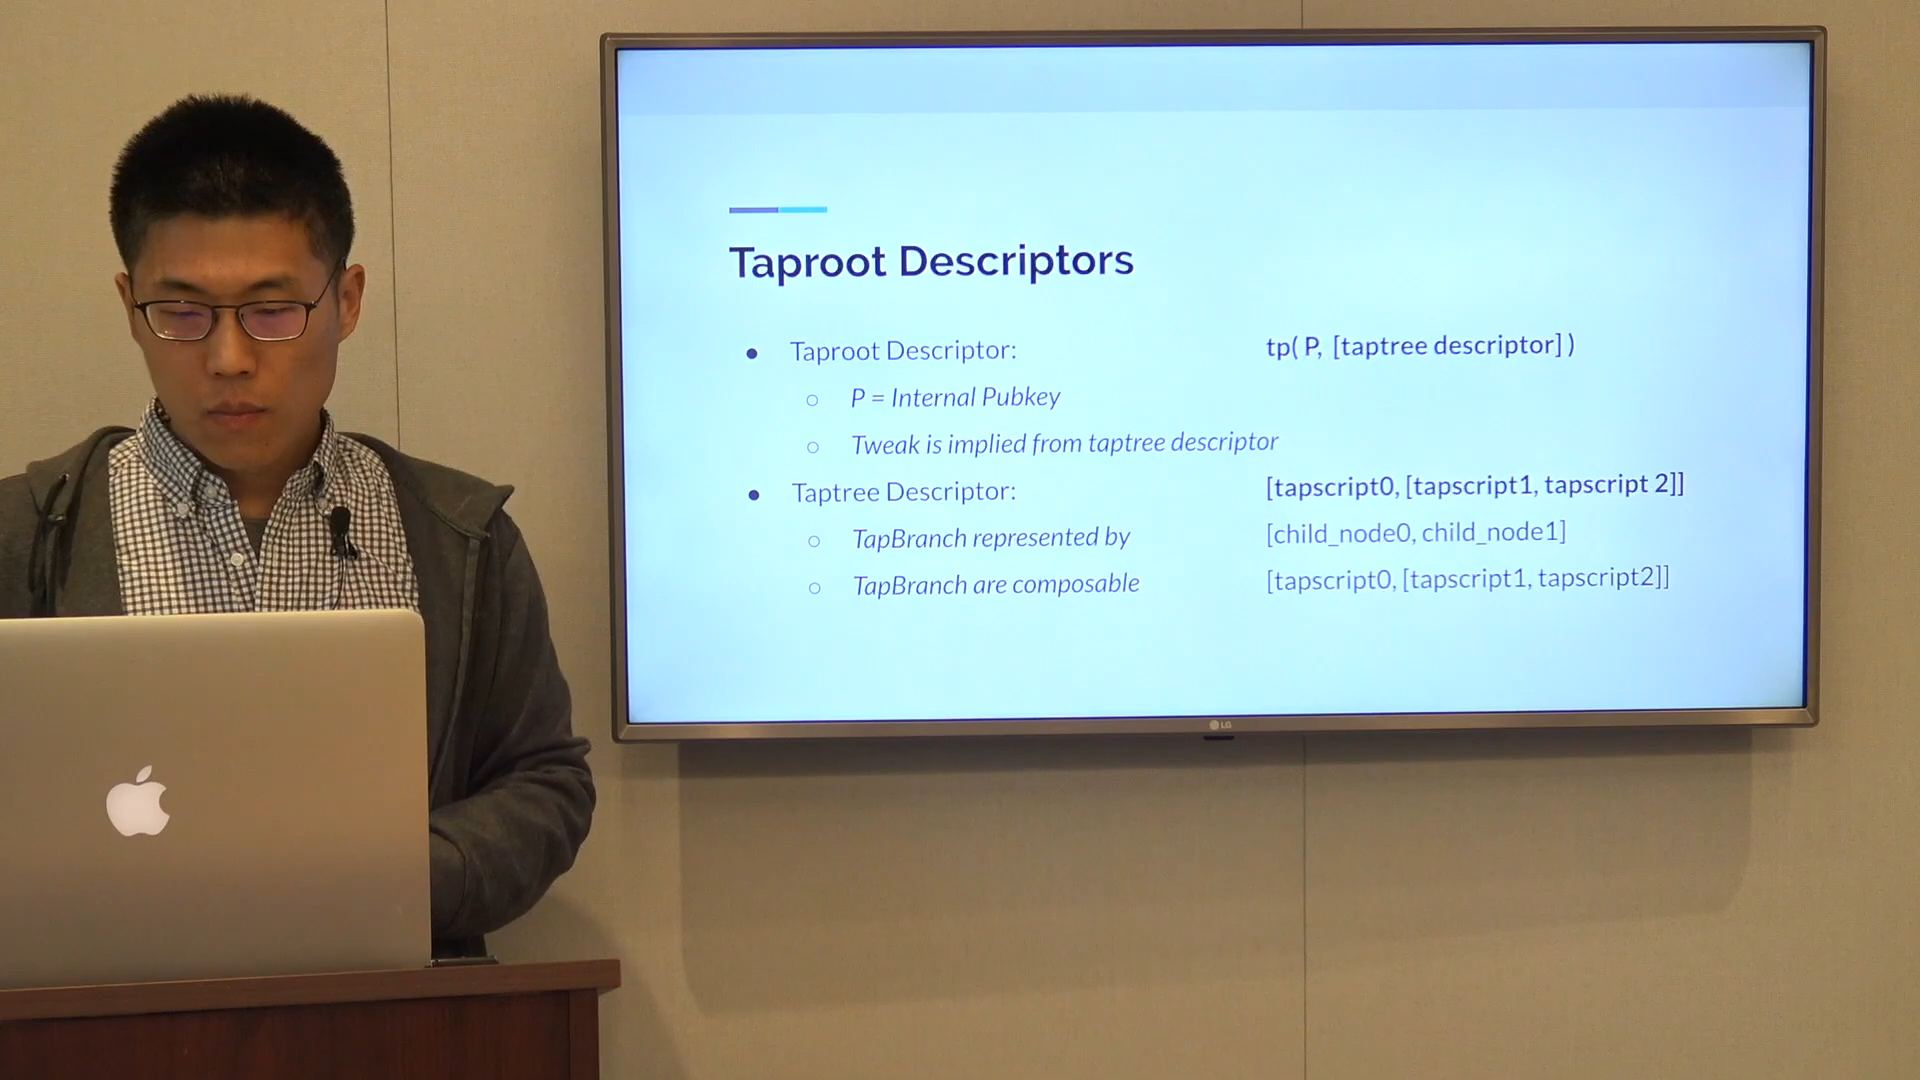 Taproot Descriptors
● Taproot Descriptor: tp( P, [taptree descriptor] )
○ P = Internal Pubkey
○ Tweak is implied from taptree descriptor
● Taptree Descriptor: [tapscript0, [tapscript1, tapscript 2]]
○ TapBranch represented by [child_node0, child_node1]
○ TapBranch are composable [tapscript0, [tapscript1, tapscript2]]
LG